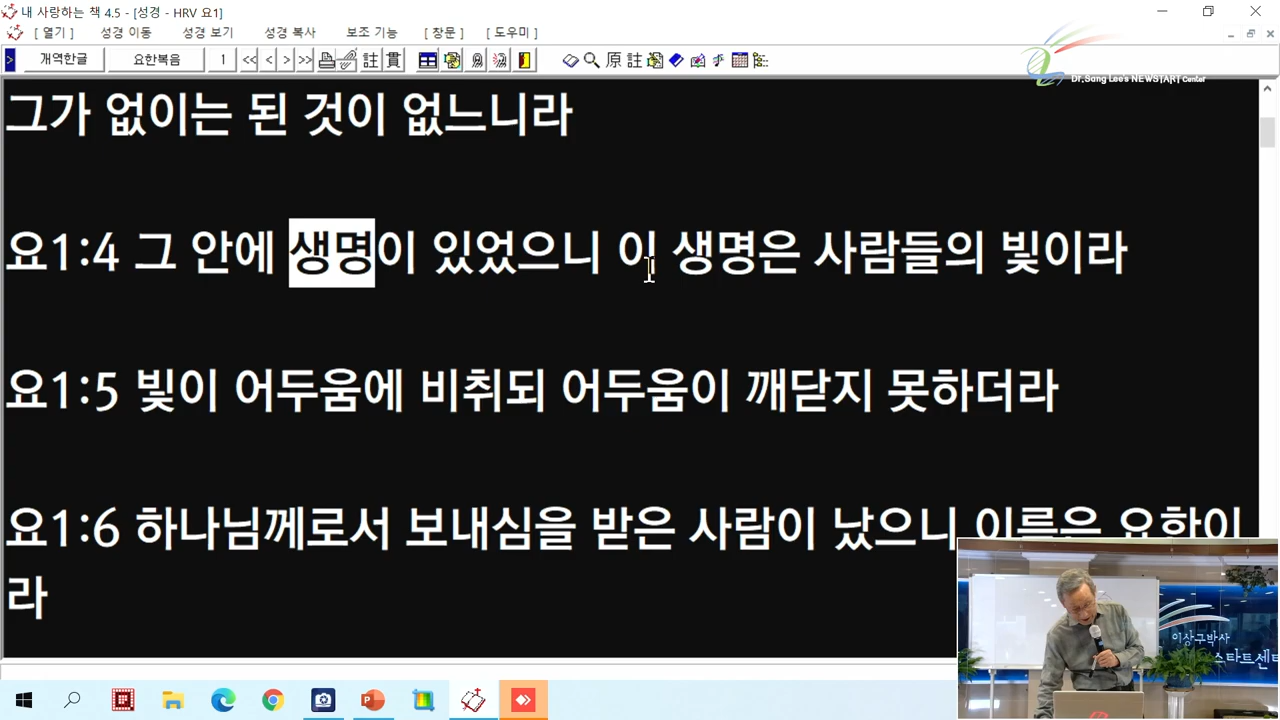 내 사랑하는 책 4.5 - [성경 - HRV 요1]
[ 열기 ] 성경 이동 성경 보기 성경 복사 보조 기능 [ 창문 ] [ 도우미 ]
개역한글 요한복음 1 << < > >> 註 貫 原 註
Dr. Sang Lee's NEWSTART Center
그가 없이는 된 것이 없느니라
요1:4 그 안에 생명이 있었으니 이 생명은 사람들의 빛이라
요1:5 빛이 어두움에 비취되 어두움이 깨닫지 못하더라
요1:6 하나님께로서 보내심을 받은 사람이 났으니 이름은 요한이
라
이상구박사
스타트센터